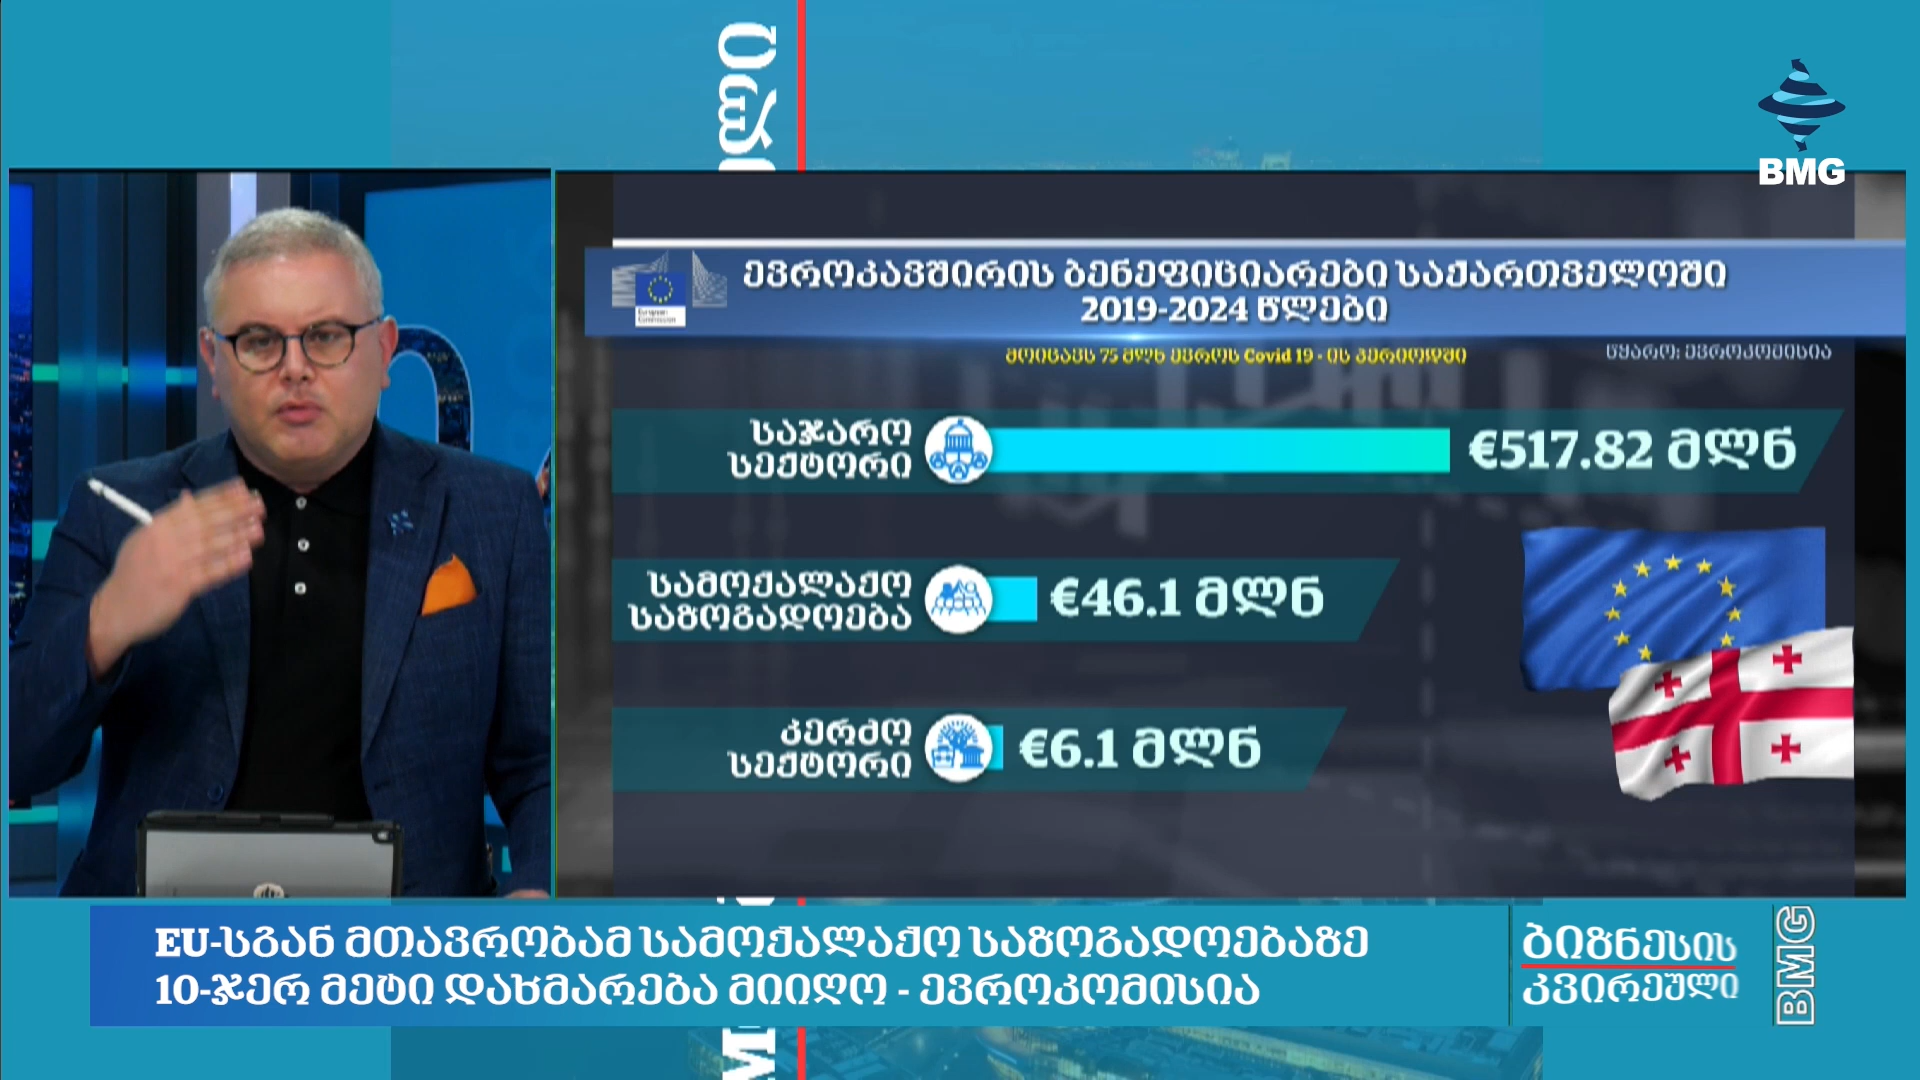 BMG
ევროკავშირის ბენეფიციარები საქართველოში
2019-2024 წლები
European
Commission
მოიცავს 75 მლნ ევროს Covid 19 - ის პერიოდში
წყარო: ევროკომისია
საჯარო
სექტორი
€517.82 მლნ
სამოქალაქო
საზოგადოება
€46.1 მლნ
კერძო
სექტორი
€6.1 მლნ
EU-სგან მთავრობამ სამოქალაქო საზოგადოებაზე
10-ჯერ მეტი დახმარება მიიღო - ევროკომისია
ბიზნესის
კვირეული
BMG